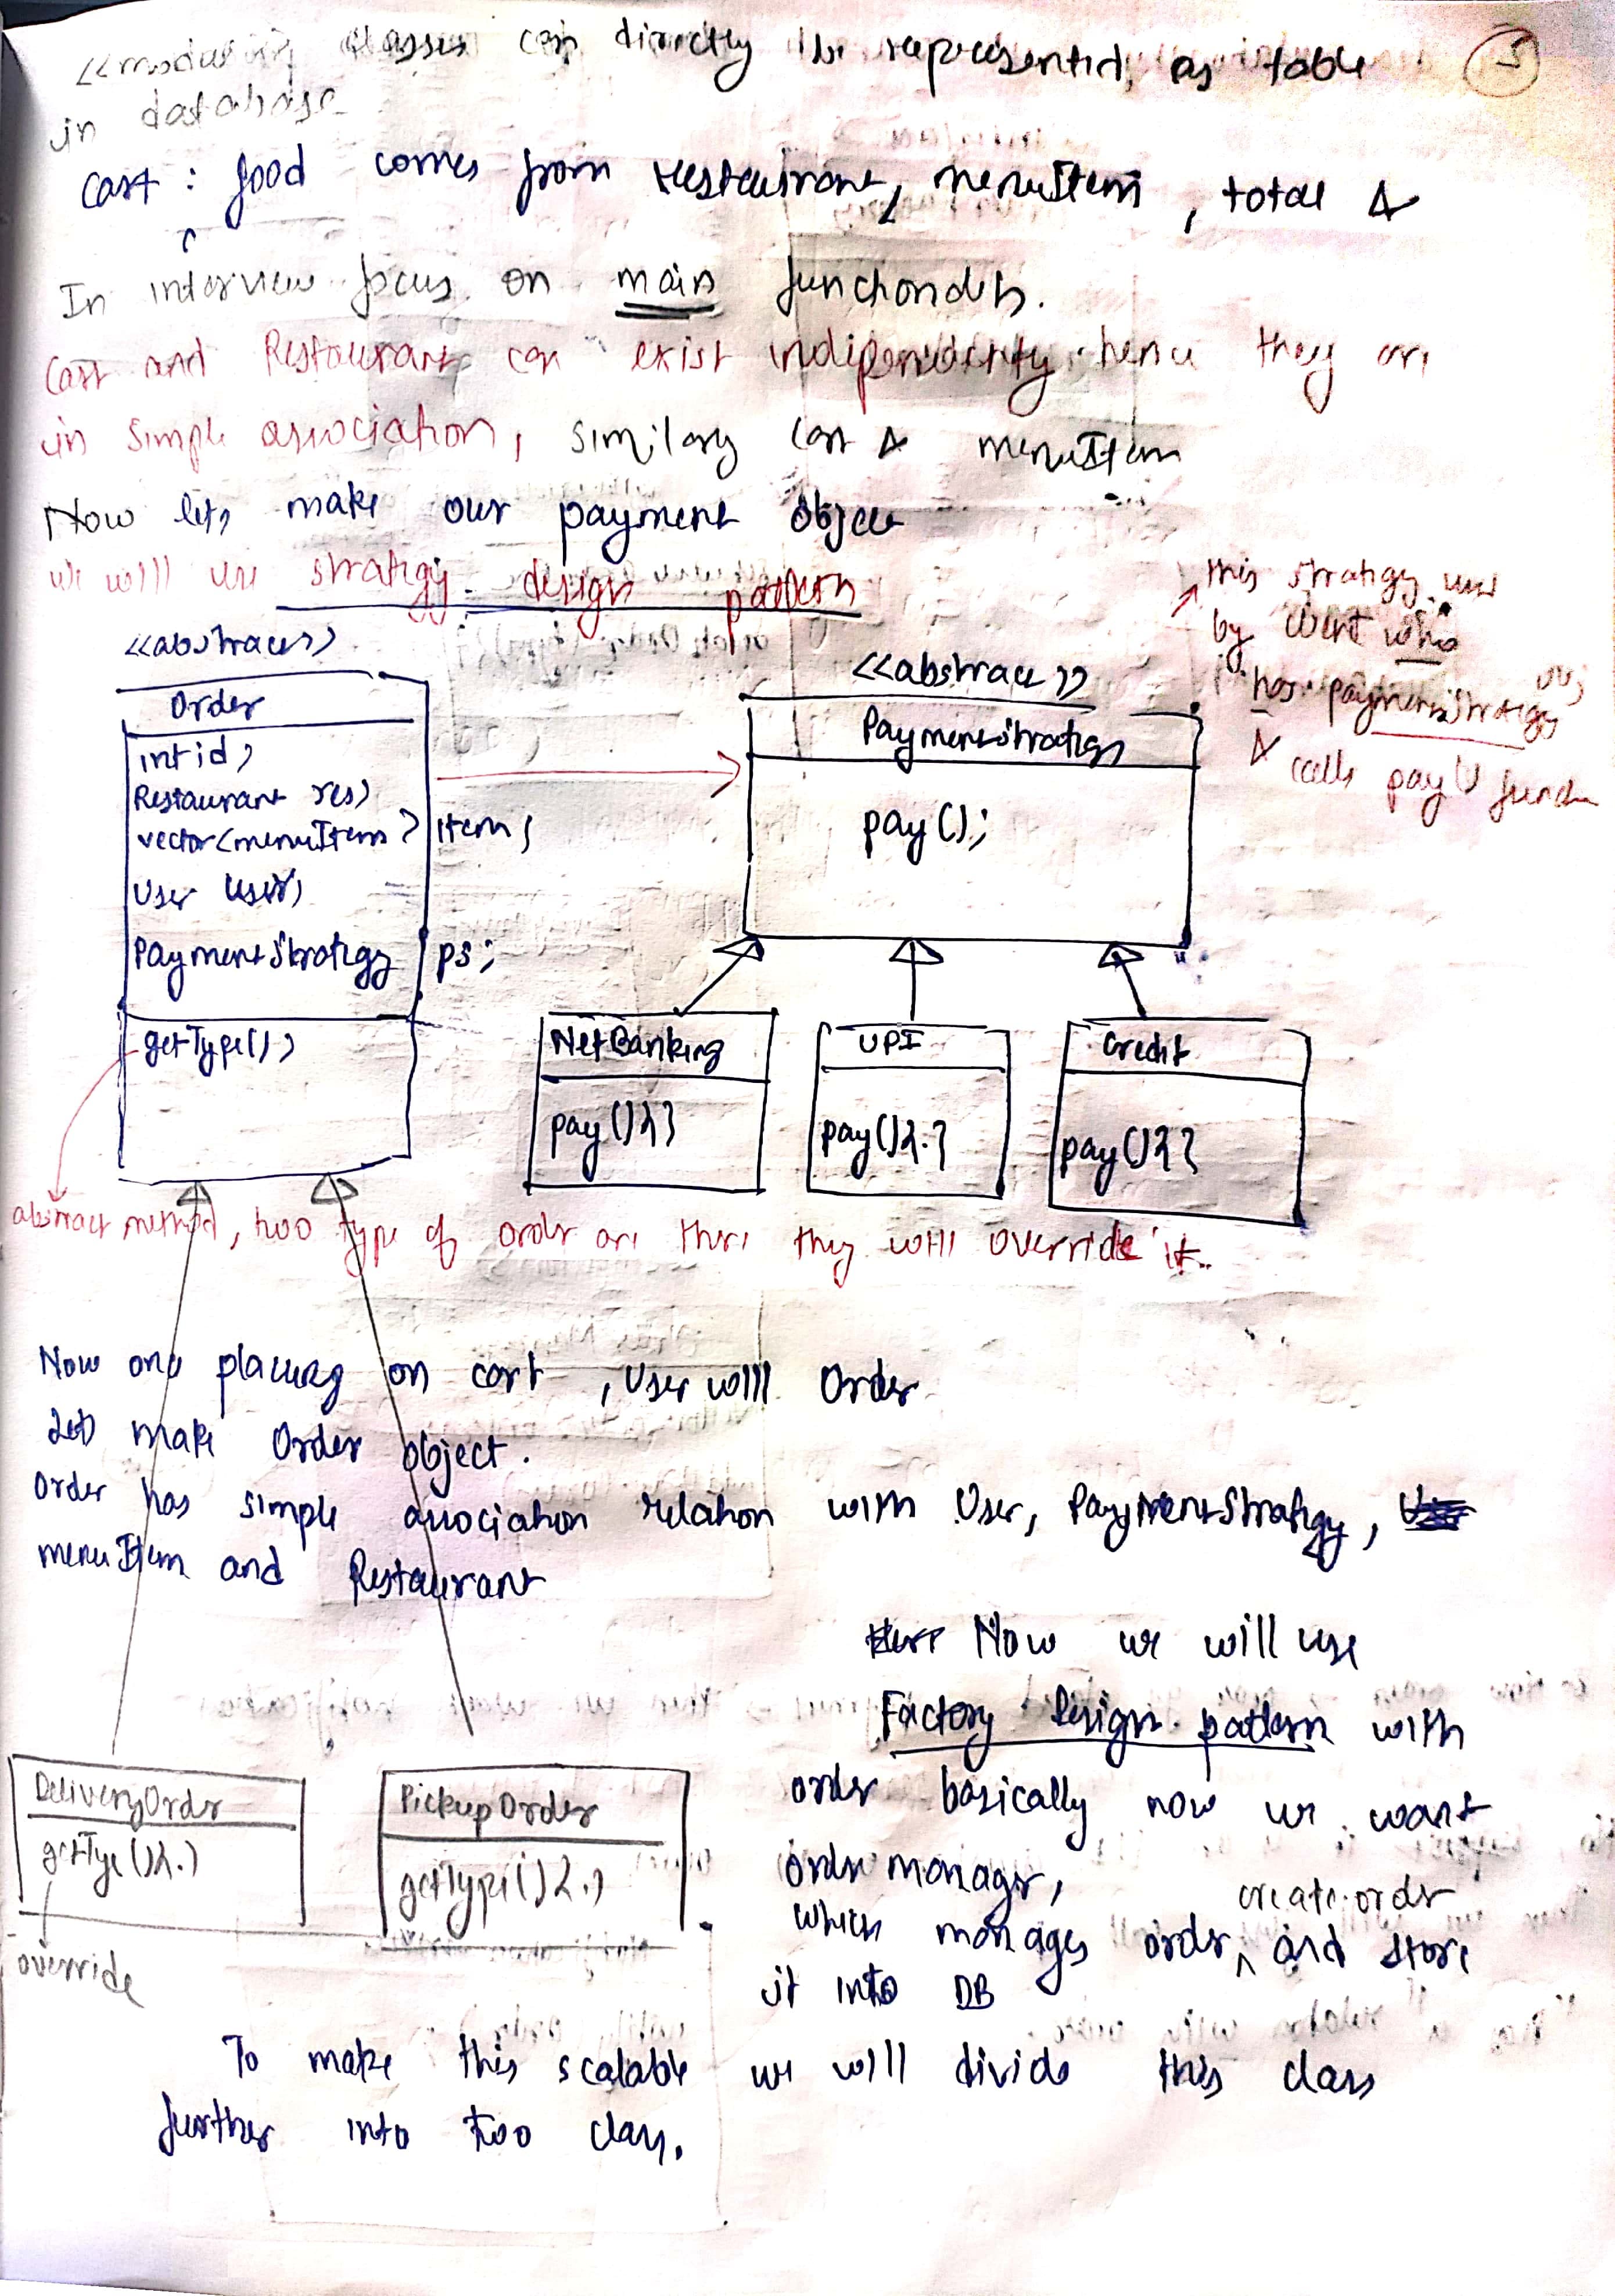 <<model>> classes can directly be represented, as table
5
in database
Cart : food comes from restaurant, menuItem , total &
In interview focus on main functionalits.
Cart and Restaurant can exist indipendenty hence they are
in simple association, similary cart & menuItem
Now lets make our payment object
we will use strategy design pattern
this strategy used
by client who
"has" paymentStrategy
& calls pay() function
<<abstract>>
Order
int id;
Restaurant res;
vector<menuItem> item;
User user;
PaymentStrategy ps;
getType();
<<abstract>>
PaymentStrategy
pay();
NetBanking
pay(){}
UPI
pay(){.}
Credit
pay(){}
abstract method, two type of order are there they will override it.
Now onc placing on cart , User will Order
Lets make Order object.
Order has simple association relation with User, PaymentStrategy,
menuItem and Restaurant
Now we will use
Factory Design pattern with
order basically now we want
order manager,
which manages order, create order and store
it into DB
DeliveryOrder
getType(){.}
override
PickupOrder
getType(){.}
To make this scalable we will divide this class
further into two class.